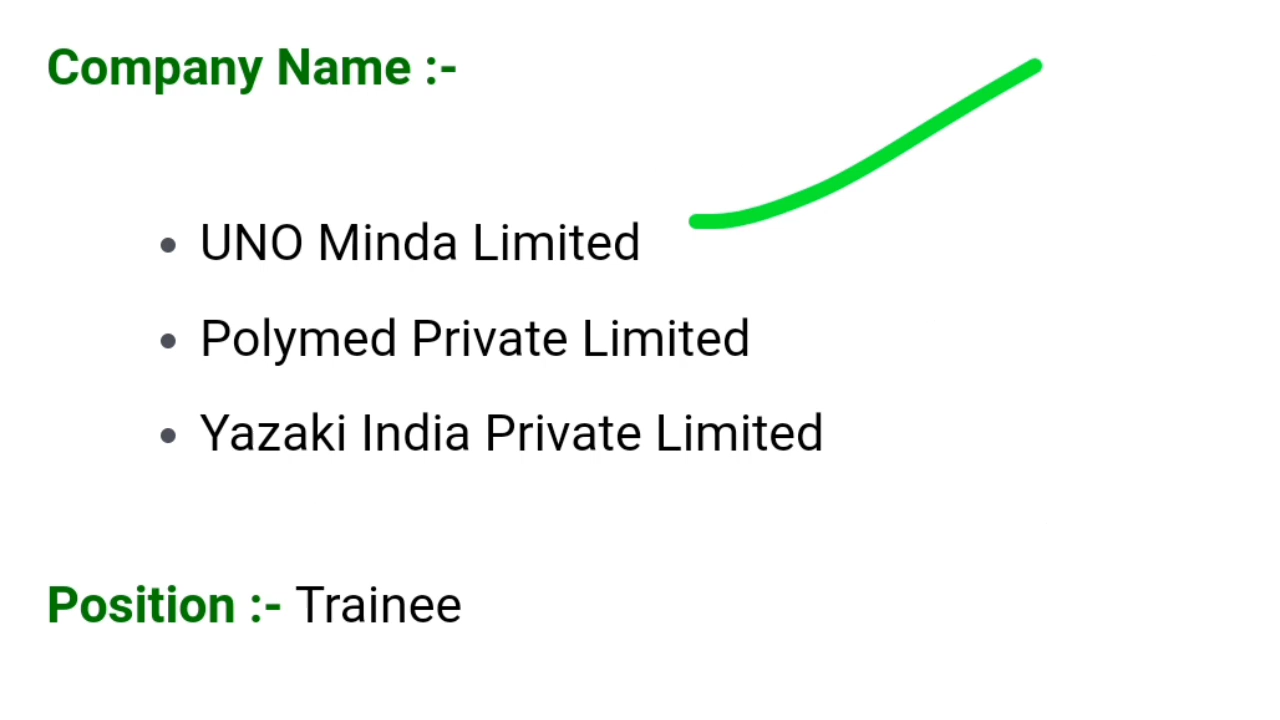 Company Name :-
UNO Minda Limited
Polymed Private Limited
Yazaki India Private Limited
Position :- Trainee